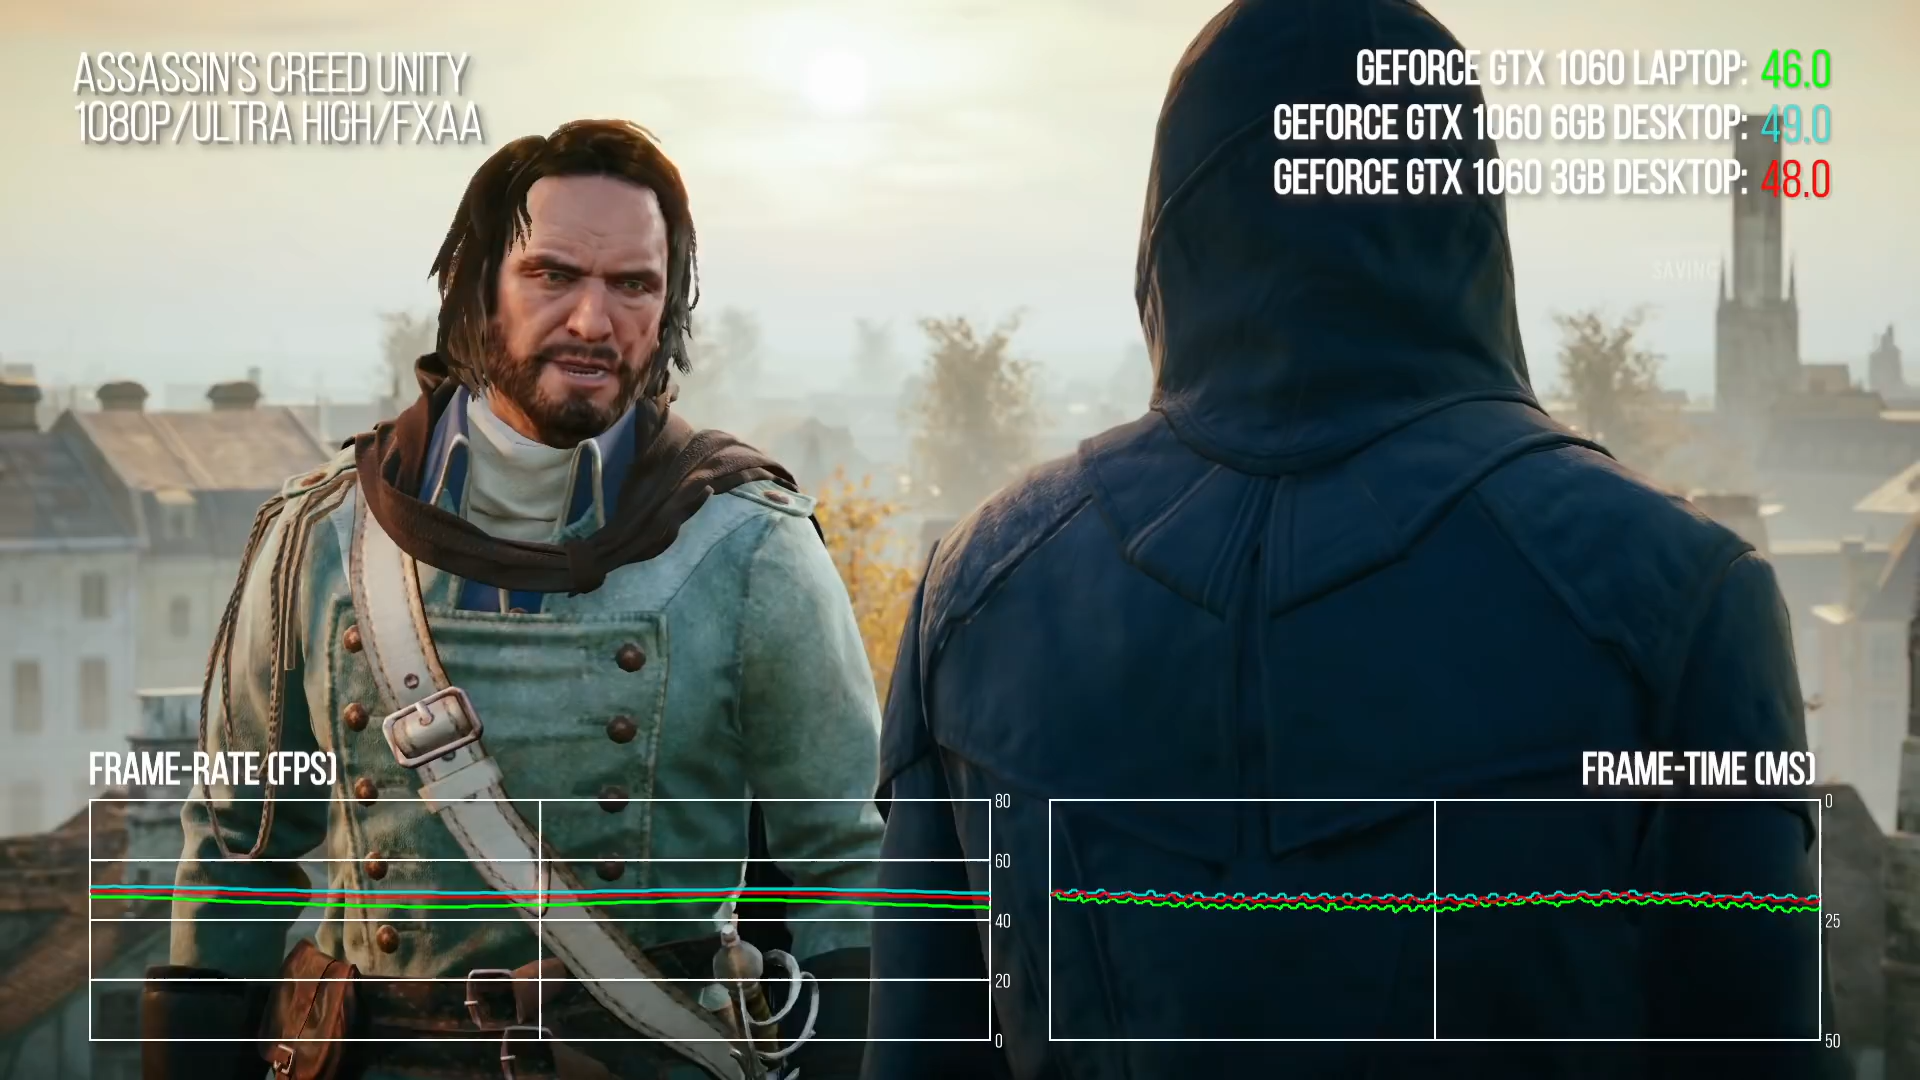 ASSASSIN'S CREED UNITY
1080P/ULTRA HIGH/FXAA
GEFORCE GTX 1060 LAPTOP: 46.0
GEFORCE GTX 1060 6GB DESKTOP: 49.0
GEFORCE GTX 1060 3GB DESKTOP: 48.0
SAVING
FRAME-RATE (FPS)
80
60
40
20
0
FRAME-TIME (MS)
0
25
50